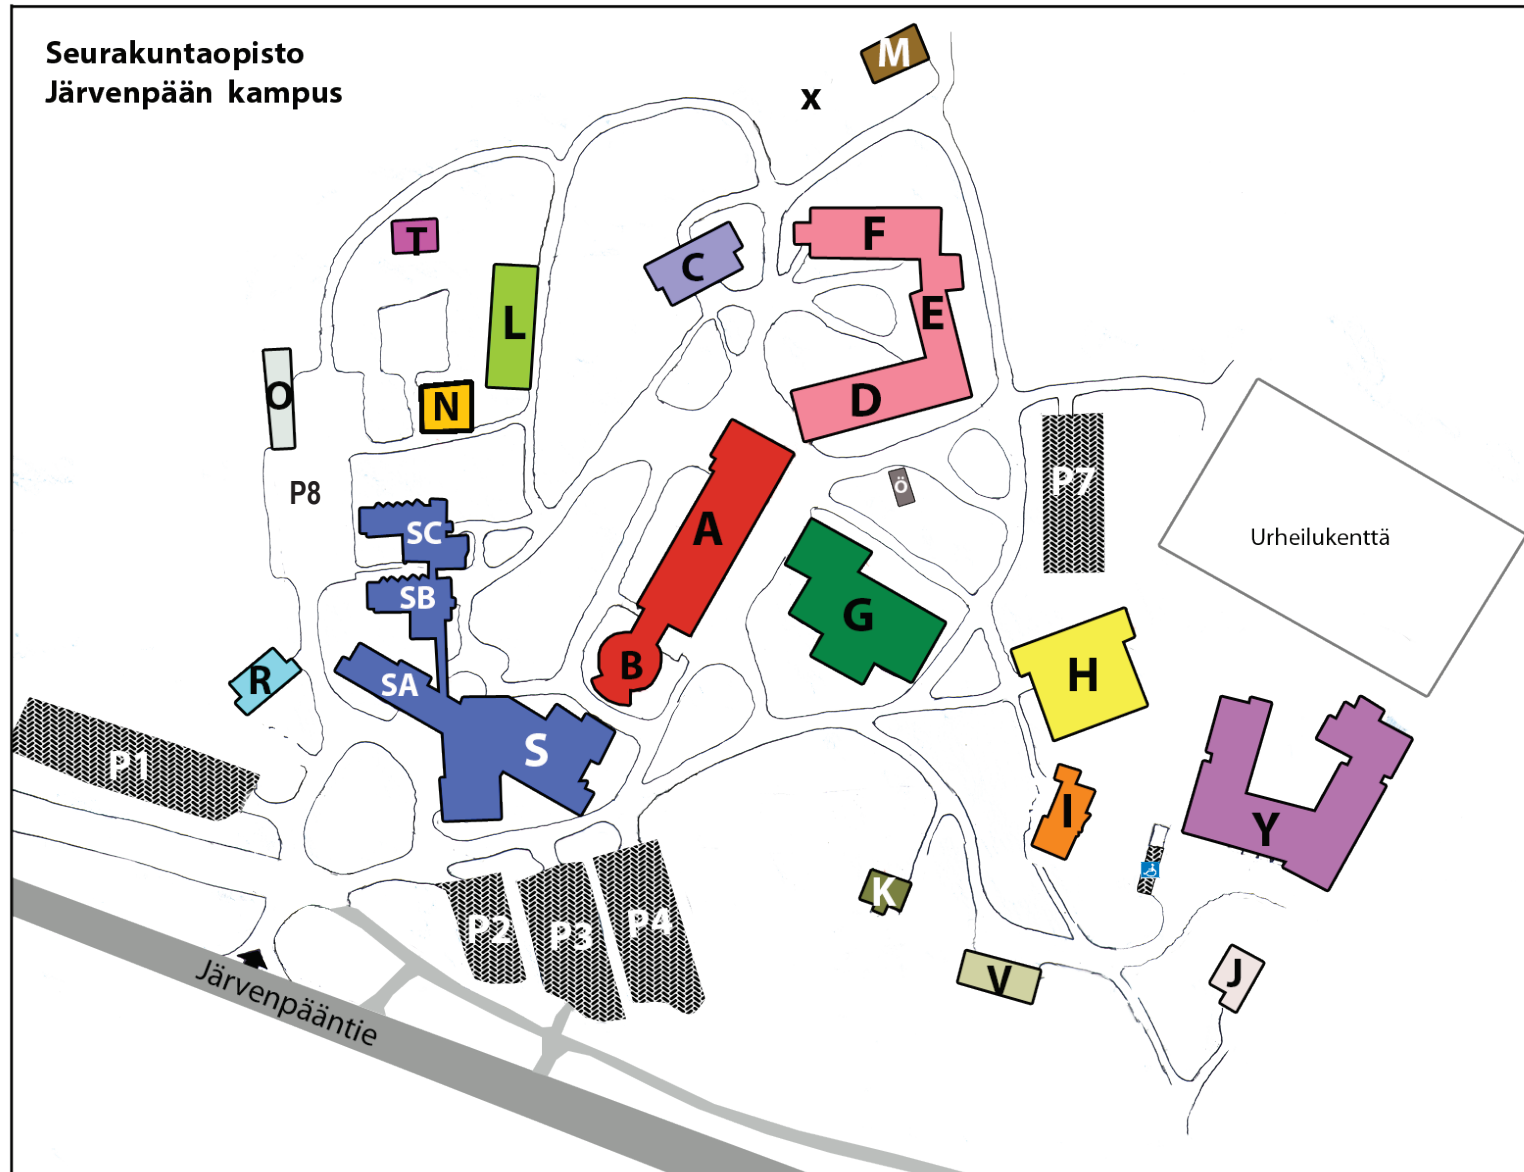 Seurakuntaopisto
Järvenpään kampus
M
x
T
F
C
L
E
O
N
D
P8
P7
Ö
A
SC
Urheilukenttä
SB
G
B
R
SA
H
S
P1
I
Y
K
P2
P3
P4
V
J
Järvenpääntie